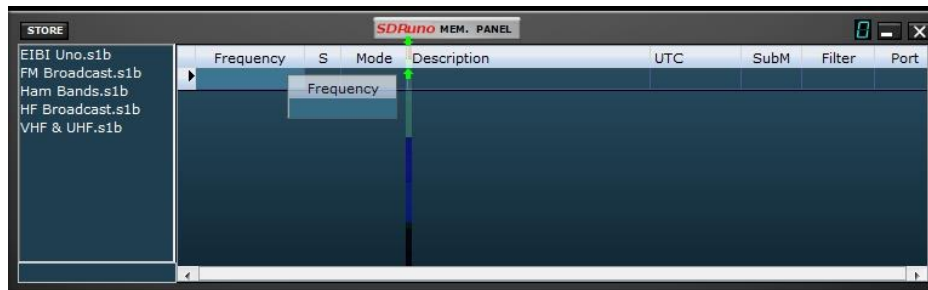 STORE
SDRuno MEM. PANEL
0
EIBI Uno.s1b
FM Broadcast.s1b
Ham Bands.s1b
HF Broadcast.s1b
VHF & UHF.s1b
Frequency S Mode Description UTC SubM Filter Port
Frequency